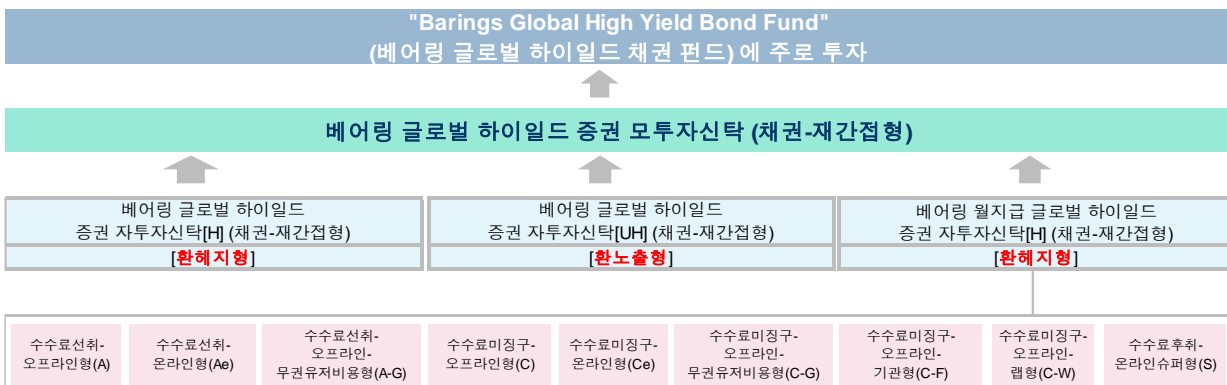 "Barings Global High Yield Bond Fund"
(베어링 글로벌 하이일드 채권 펀드) 에 주로 투자
베어링 글로벌 하이일드 증권 모투자신탁 (채권-재간접형)
베어링 글로벌 하이일드
증권 자투자신탁[H] (채권-재간접형)
[환헤지형]
베어링 글로벌 하이일드
증권 자투자신탁[UH] (채권-재간접형)
[환노출형]
베어링 월지급 글로벌 하이일드
증권 자투자신탁[H] (채권-재간접형)
[환헤지형]
수수료선취-
오프라인형(A)
수수료선취-
온라인형(Ae)
수수료선취-
오프라인-
무권유저비용형(A-G)
수수료미징구-
오프라인형(C)
수수료미징구-
온라인형(Ce)
수수료미징구-
오프라인-
무권유저비용형(C-G)
수수료미징구-
오프라인-
기관형(C-F)
수수료미징구-
오프라인-
랩형(C-W)
수수료후취-
온라인슈퍼형(S)